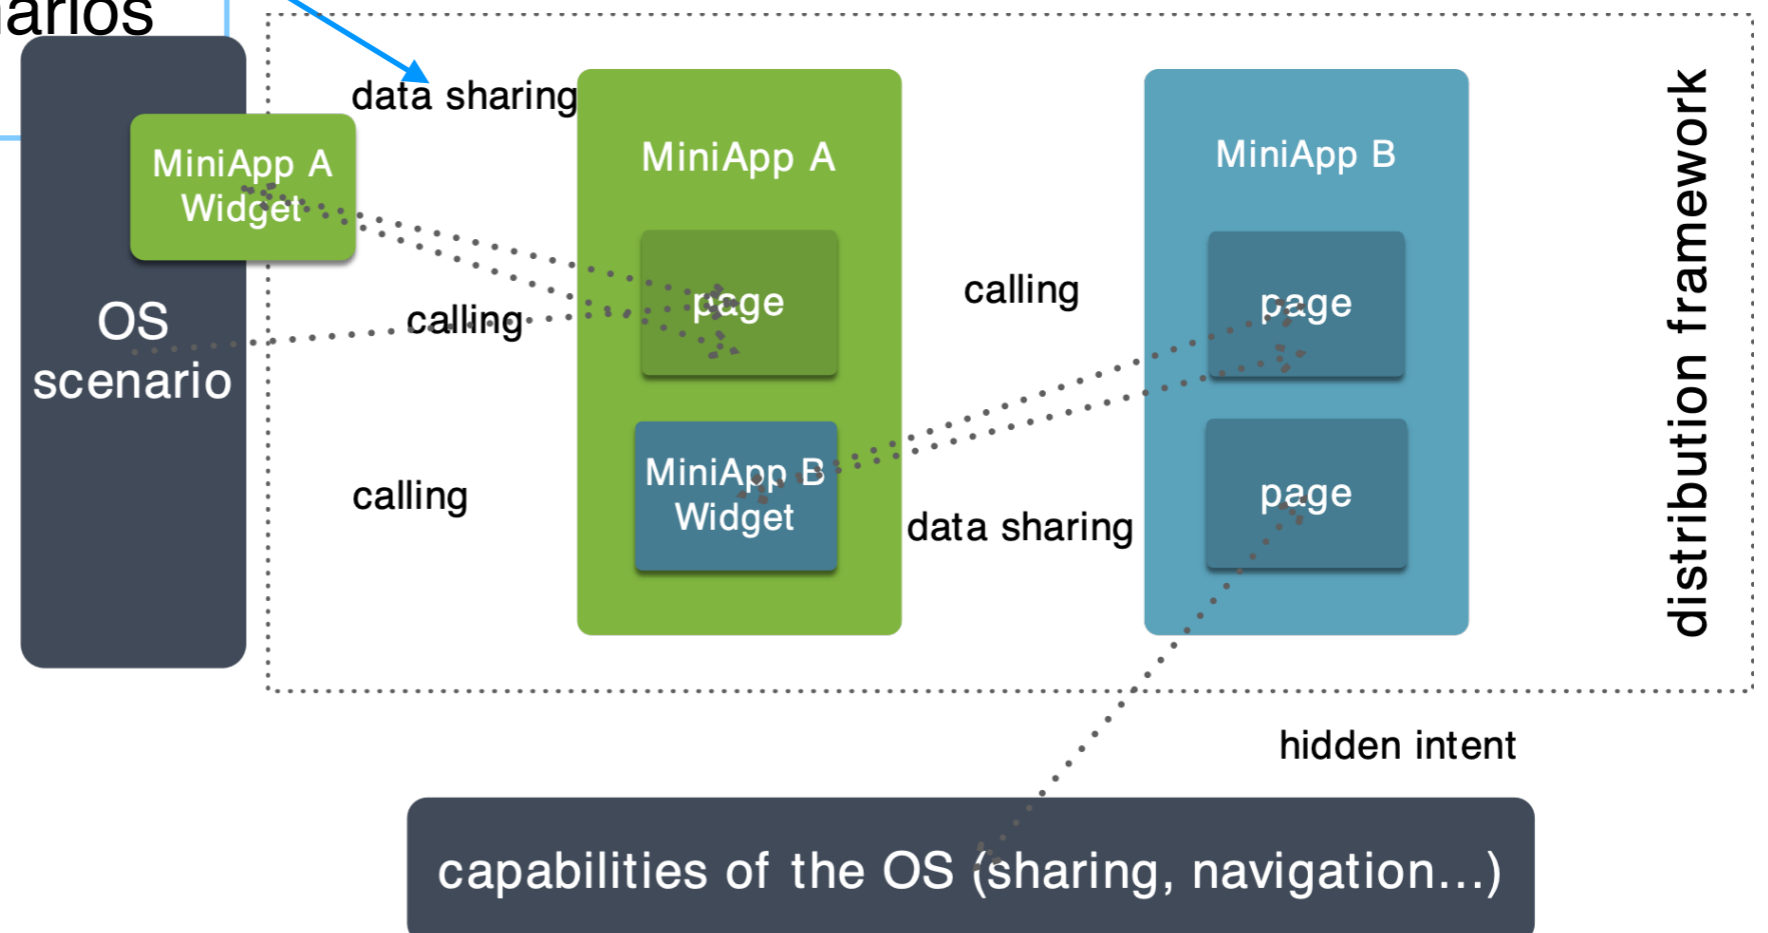 data sharing
MiniApp A
Widget
OS
scenario
calling
calling
MiniApp A
page
MiniApp B
Widget
calling
data sharing
MiniApp B
page
page
distribution framework
hidden intent
capabilities of the OS (sharing, navigation...)